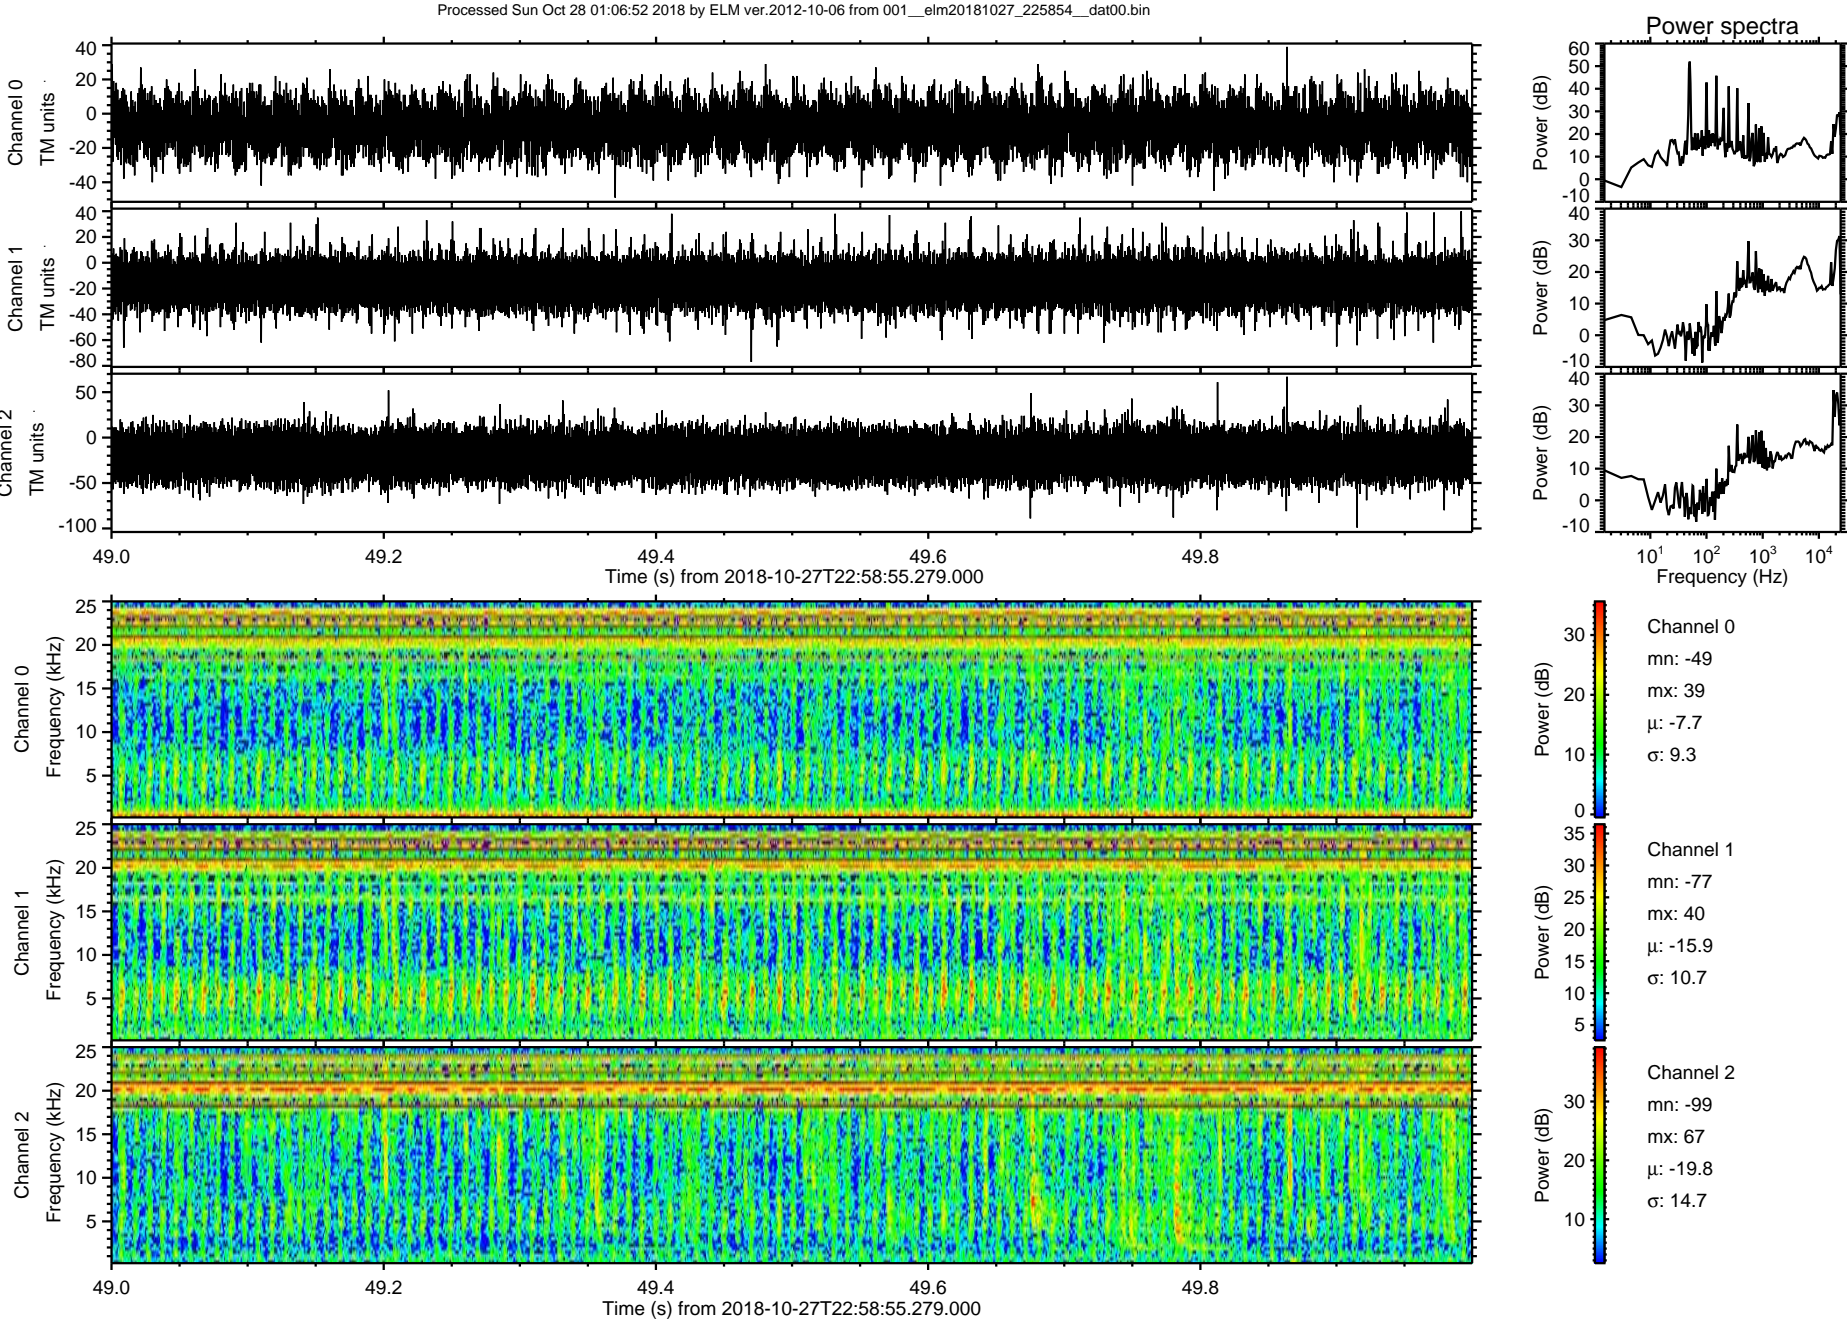 Processed Sun Oct 28 01:06:52 2018 by ELM ver.2012-10-06 from 001__elm20181027_225854__dat00.bin
Power spectra
Channel 0
TM units
40
20
0
-20
-40
Power (dB)
60
50
40
30
20
10
0
-10
Channel 1
TM units
40
20
0
-20
-40
-60
-80
Power (dB)
40
30
20
10
0
-10
Channel 2
TM units
50
0
-50
-100
Power (dB)
40
30
20
10
0
-10
49.0 49.2 49.4 49.6 49.8
Time (s) from 2018-10-27T22:58:55.279.000
10^1 10^2 10^3 10^4
Frequency (Hz)
Channel 0
Frequency (kHz)
25
20
15
10
5
Power (dB)
30
20
10
0
Channel 0
mn: -49
mx: 39
μ: -7.7
σ: 9.3
Channel 1
Frequency (kHz)
25
20
15
10
5
Power (dB)
35
30
25
20
15
10
5
Channel 1
mn: -77
mx: 40
μ: -15.9
σ: 10.7
Channel 2
Frequency (kHz)
25
20
15
10
5
Power (dB)
30
20
10
Channel 2
mn: -99
mx: 67
μ: -19.8
σ: 14.7
49.0 49.2 49.4 49.6 49.8
Time (s) from 2018-10-27T22:58:55.279.000